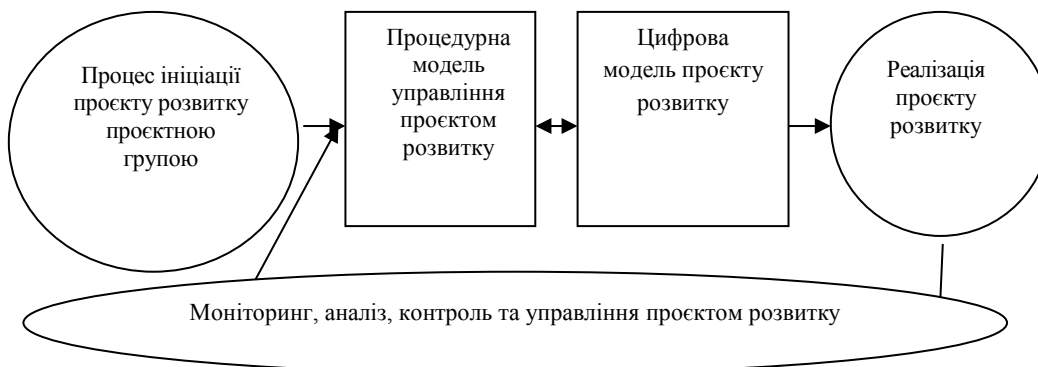 Процес ініціації
проєкту розвитку
проєктною
групою
Процедурна
модель
управління
проєктом
розвитку
Цифрова
модель проєкту
розвитку
Реалізація
проєкту
розвитку
Моніторинг, аналіз, контроль та управління проєктом розвитку